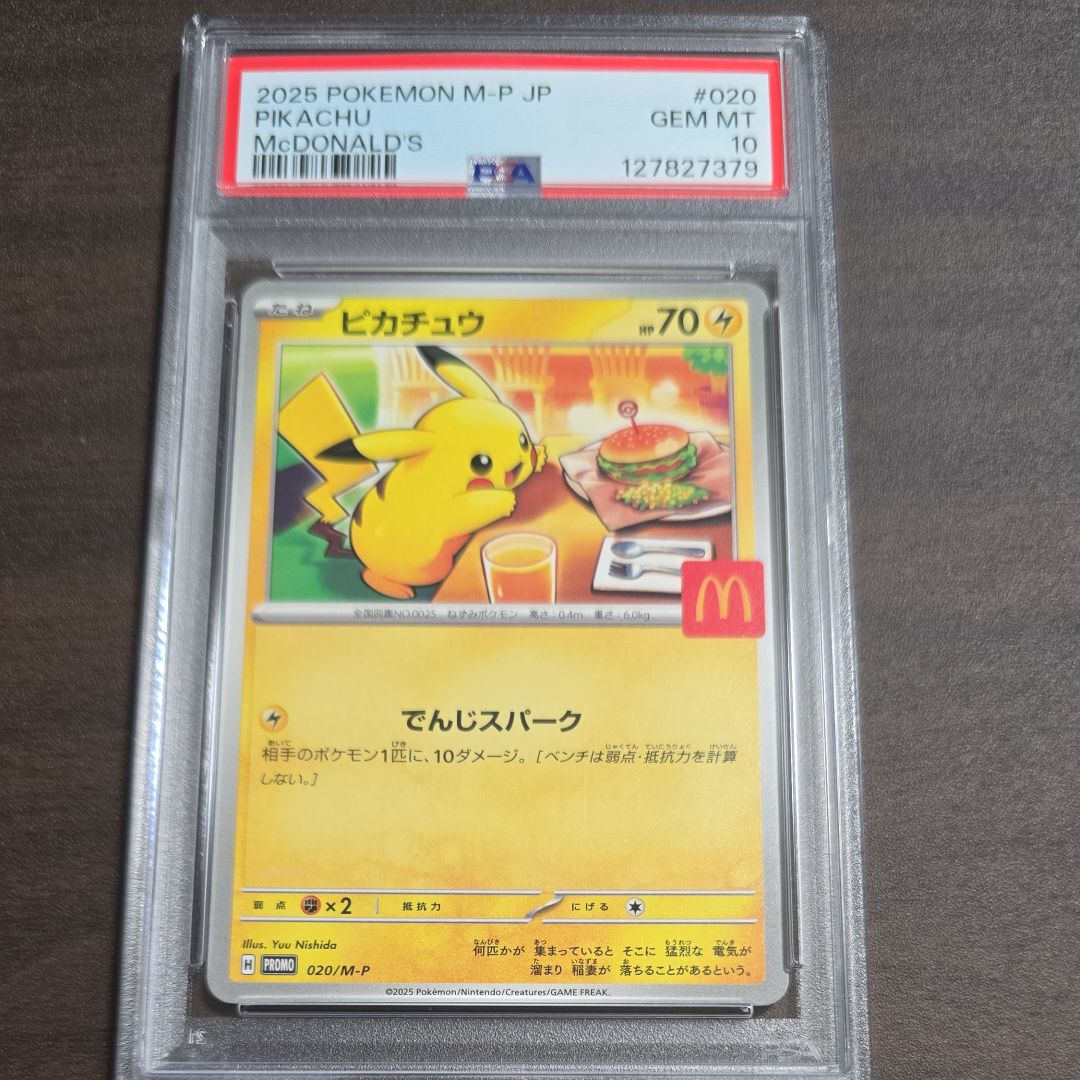 2025 POKEMON M-P JP #020
PIKACHU GEM MT
McDONALD'S 10
PSA 127827379
たね ピカチュウ HP70
全国図鑑NO.0025 ねずみポケモン 高さ:0.4m 重さ:6.0kg
でんじスパーク
相手のポケモン1匹に、10ダメージ。[ベンチは弱点・抵抗力を計算
しない。]
弱点 ×2 抵抗力 にげる
Illus. Yuu Nishida
何匹かが 集まっていると そこに 猛烈な 電気が
溜まり 稲妻が 落ちることがあるという。
H PROMO 020/M-P
©2025 Pokémon/Nintendo/Creatures/GAME FREAK.